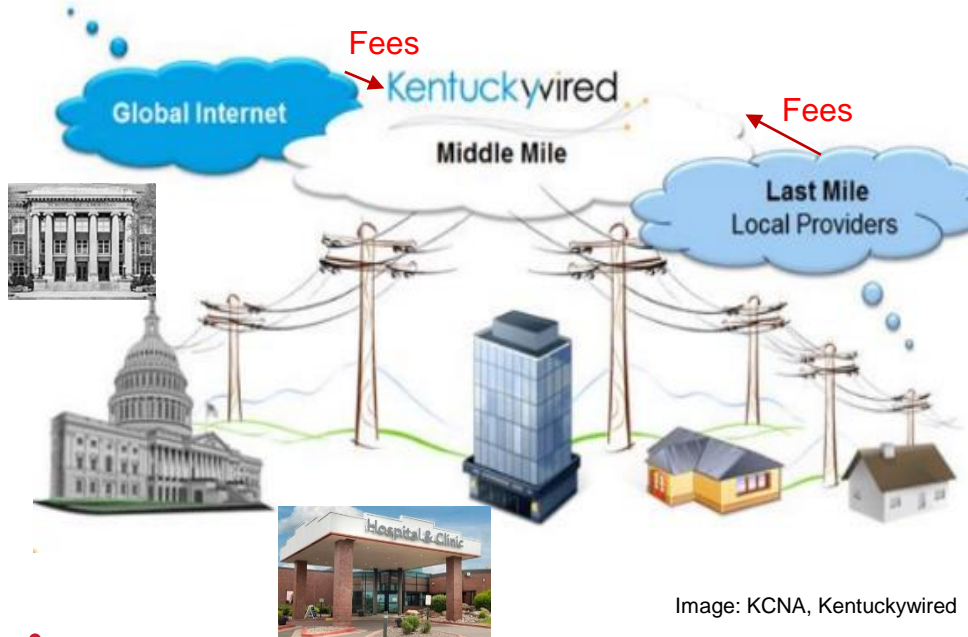 Fees
Kentuckywired
Global Internet
Fees
Middle Mile
Last Mile
Local Providers
Hospital & Clinic
Image: KCNA, Kentuckywired